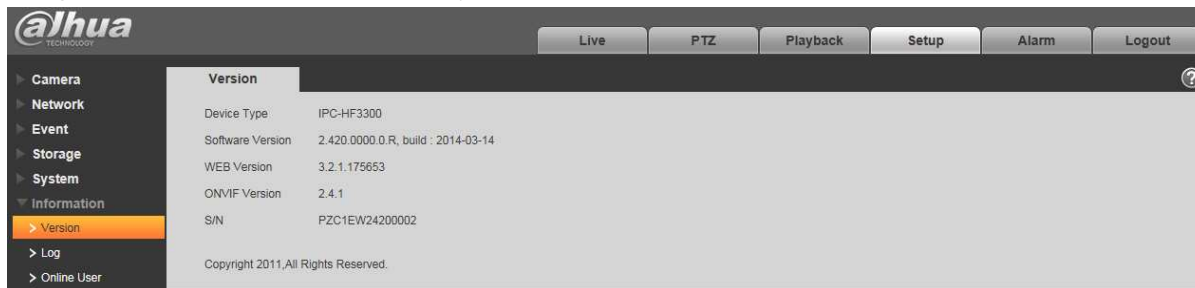 alhua
TECHNOLOGY
Live PTZ Playback Setup Alarm Logout
Camera
Network
Event
Storage
System
Information
> Version
> Log
> Online User
Version
?
Device Type IPC-HF3300
Software Version 2.420.0000.0.R, build : 2014-03-14
WEB Version 3.2.1.175653
ONVIF Version 2.4.1
S/N PZC1EW24200002
Copyright 2011,All Rights Reserved.